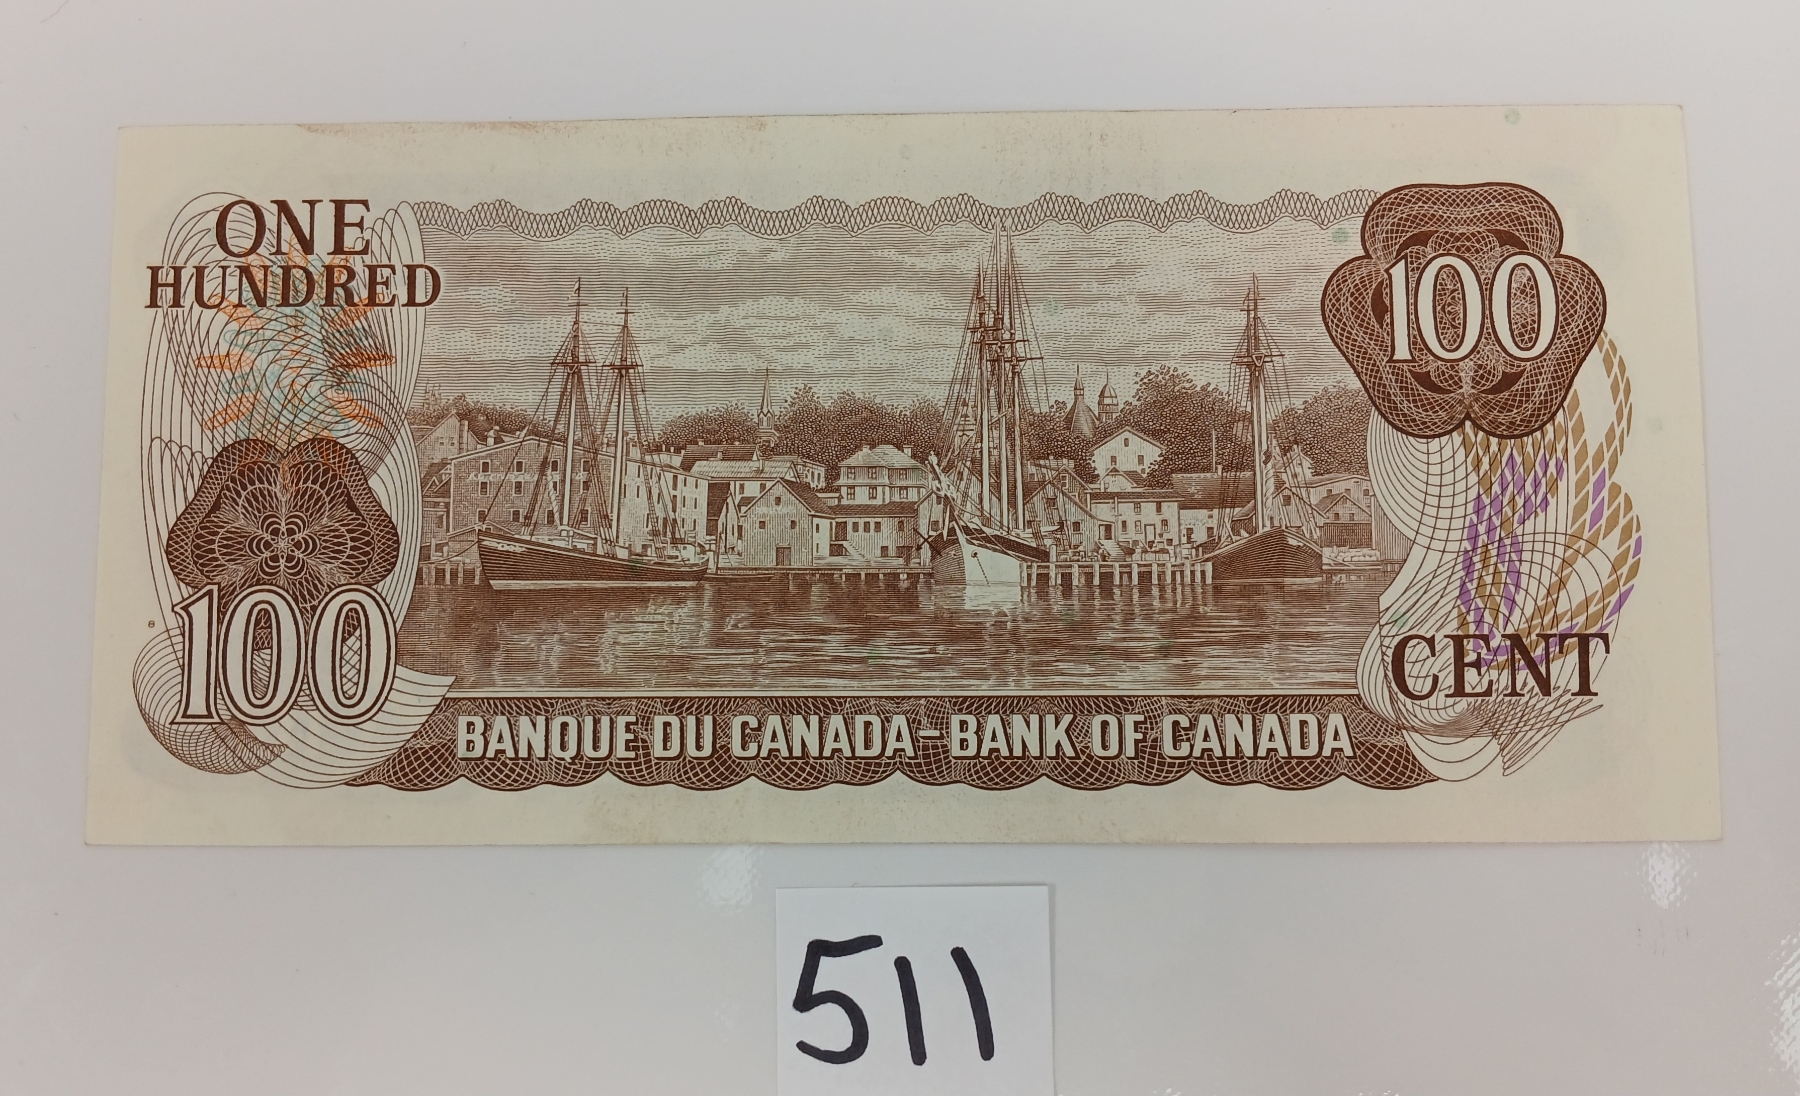 ONE
HUNDRED
100
100
CENT
BANQUE DU CANADA - BANK OF CANADA
511